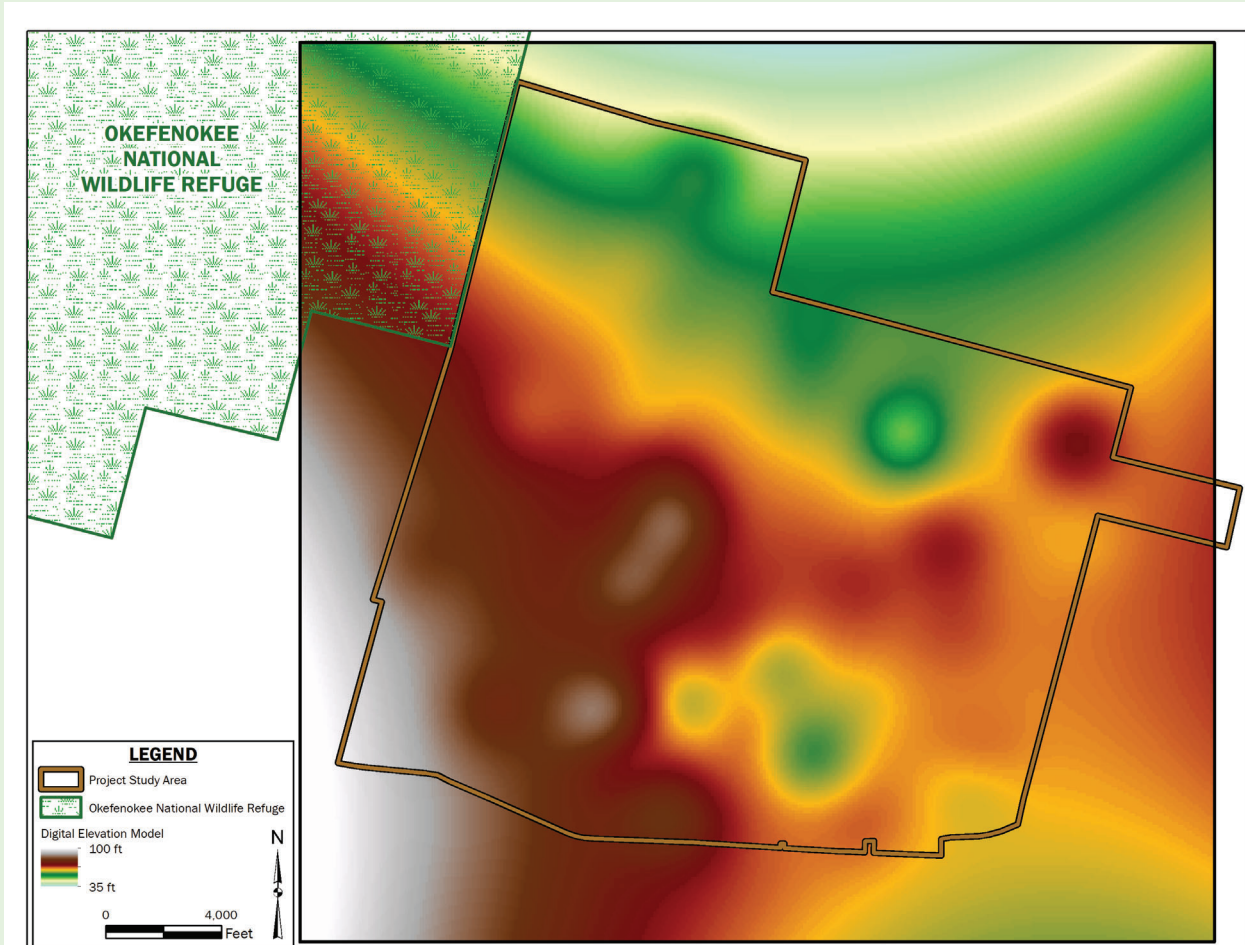 OKEFENOKEE
NATIONAL
WILDLIFE REFUGE
LEGEND
Project Study Area
Okefenokee National Wildlife Refuge
Digital Elevation Model
100 ft
35 ft
N
0 4,000
Feet